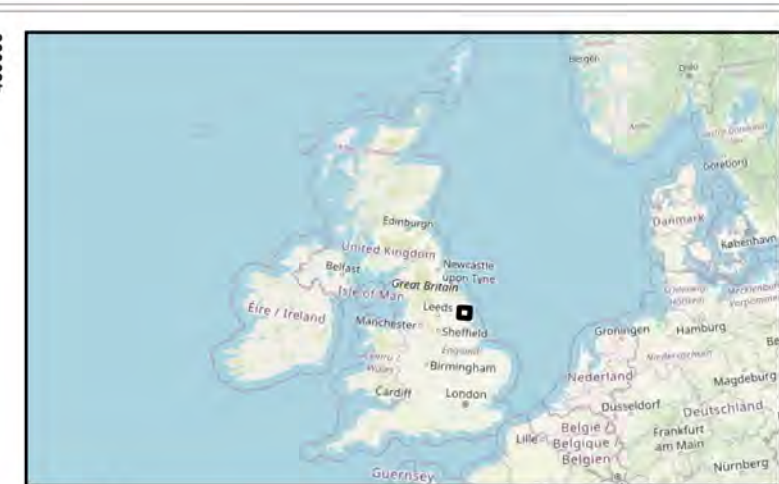 Bergen
Oslo
Göteborg
Edinburgh
Danmark
København
United Kingdom
Belfast
Newcastle
upon Tyne
Great Britain
Isle of Man
Leeds
Éire / Ireland
Manchester
Sheffield
Groningen
Hamburg
England
Birmingham
Niedersachsen
Nederland
Magdeburg
Cardiff
London
Dusseldorf
Deutschland
België /
Belgique /
Belgien
Lille
Frankfurt
am Main
Nürnberg
Guernsey